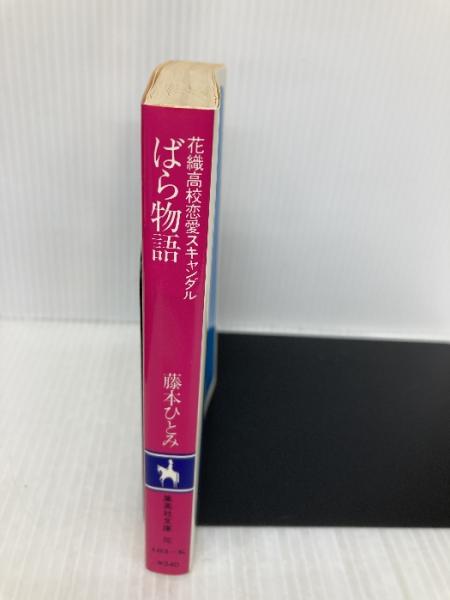 花織高校恋愛スキャンダル
ばら物語
藤本ひとみ
集英社文庫
¥340